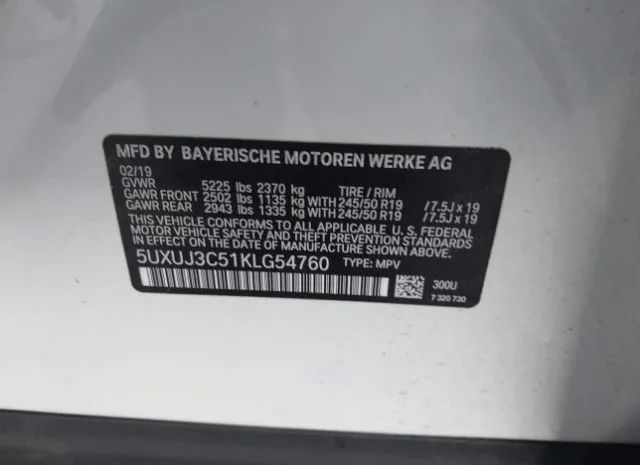 MFD BY BAYERISCHE MOTOREN WERKE AG
02/19
GVWR 5225 lbs 2370 kg TIRE / RIM
GAWR FRONT 2502 lbs 1135 kg WITH 245/50 R19 /7.5J x 19
GAWR REAR 2943 lbs 1335 kg WITH 245/50 R19 /7.5J x 19
THIS VEHICLE CONFORMS TO ALL APPLICABLE U. S. FEDERAL
MOTOR VEHICLE SAFETY AND THEFT PREVENTION STANDARDS
IN EFFECT ON THE DATE OF MANUFACTURE SHOWN ABOVE.
5UXUJ3C51KLG54760 TYPE: MPV
300U
7 320 730